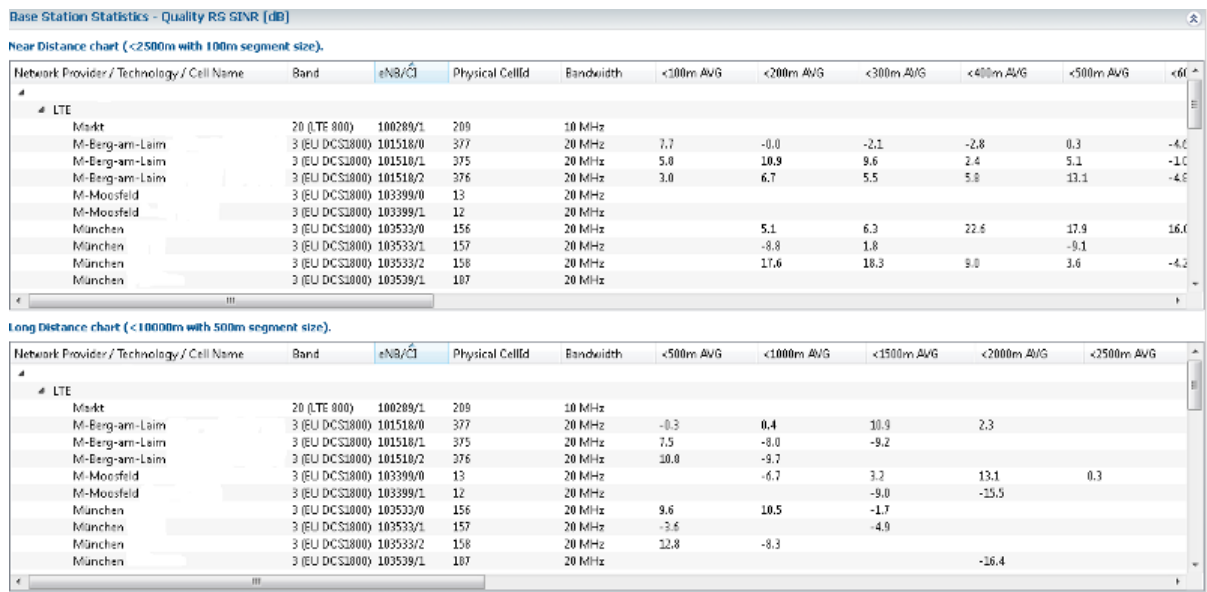 Base Station Statistics - Quality RS SINR [dB]
Near Distance chart (<2500m with 100m segment size).
Network Provider / Technology / Cell Name Band eNB/CI Physical CellId Bandwidth <100m AVG <200m AVG <300m AVG <400m AVG <500m AVG
LTE
Markt 20 (LTE 800) 100289/1 209 10 MHz
M-Berg-am-Laim 3 (EU DCS1800) 101518/0 377 20 MHz 7.7 -0.0 -2.1 -2.8 0.3
M-Berg-am-Laim 3 (EU DCS1800) 101518/1 375 20 MHz 5.8 10.9 9.6 2.4 5.1
M-Berg-am-Laim 3 (EU DCS1800) 101518/2 376 20 MHz 3.0 6.7 5.5 5.8 13.1
M-Moosfeld 3 (EU DCS1800) 103399/0 13 20 MHz
M-Moosfeld 3 (EU DCS1800) 103399/1 12 20 MHz
München 3 (EU DCS1800) 103533/0 156 20 MHz 5.1 6.3 22.6 17.9
München 3 (EU DCS1800) 103533/1 157 20 MHz -8.8 1.8 -9.1
München 3 (EU DCS1800) 103533/2 158 20 MHz 17.6 18.3 9.0 3.6
München 3 (EU DCS1800) 103539/1 187 20 MHz
Long Distance chart (<10000m with 500m segment size).
Network Provider / Technology / Cell Name Band eNB/CI Physical CellId Bandwidth <500m AVG <1000m AVG <1500m AVG <2000m AVG <2500m AVG
LTE
Markt 20 (LTE 800) 100289/1 209 10 MHz
M-Berg-am-Laim 3 (EU DCS1800) 101518/0 377 20 MHz -0.3 0.4 10.9 2.3
M-Berg-am-Laim 3 (EU DCS1800) 101518/1 375 20 MHz 7.5 -8.0 -9.2
M-Berg-am-Laim 3 (EU DCS1800) 101518/2 376 20 MHz 10.8 -9.7
M-Moosfeld 3 (EU DCS1800) 103399/0 13 20 MHz -6.7 3.2 13.1 0.3
M-Moosfeld 3 (EU DCS1800) 103399/1 12 20 MHz -9.0 -15.5
München 3 (EU DCS1800) 103533/0 156 20 MHz 9.6 10.5 -1.7
München 3 (EU DCS1800) 103533/1 157 20 MHz -3.6 -4.9
München 3 (EU DCS1800) 103533/2 158 20 MHz 12.8 -8.3
München 3 (EU DCS1800) 103539/1 187 20 MHz -16.4